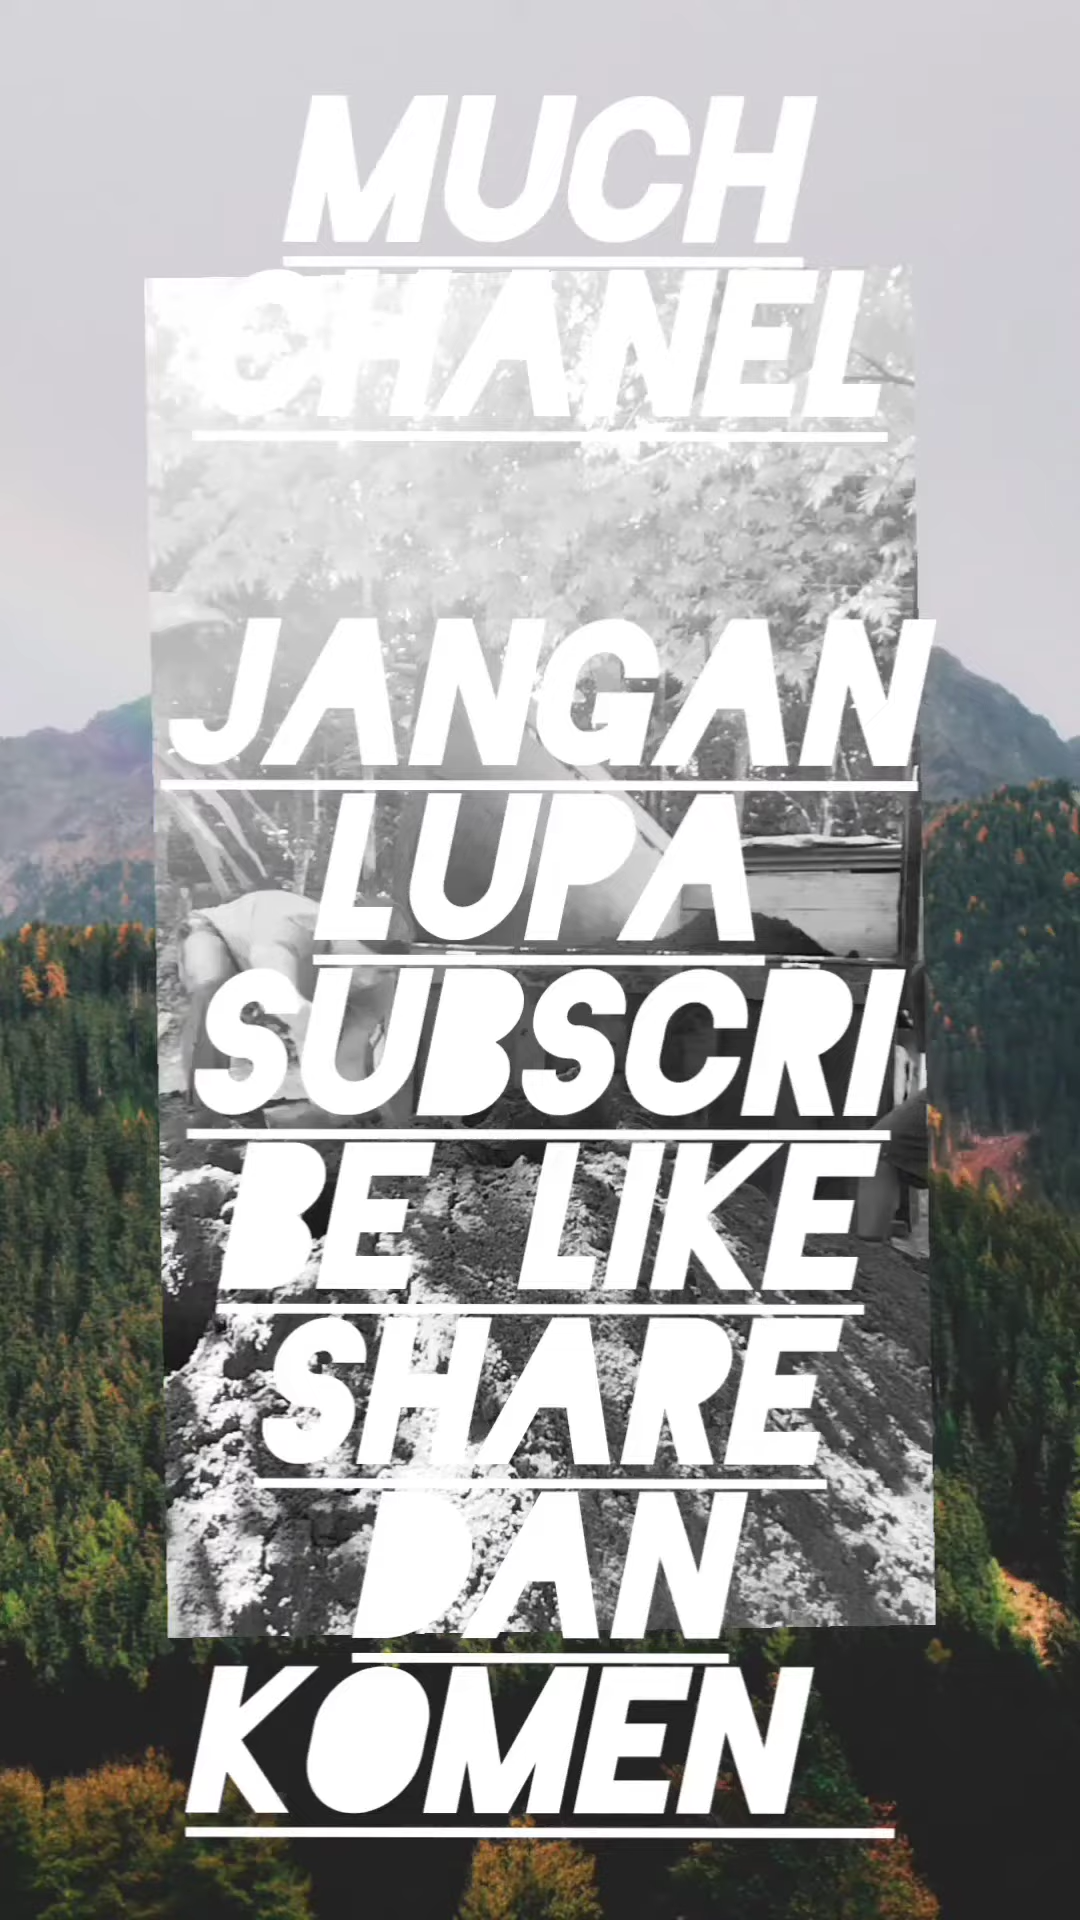 MUCH
CHANEL
JANGAN
LUPA
SUBSCRI
BE LIKE
SHARE
DAN
KOMEN